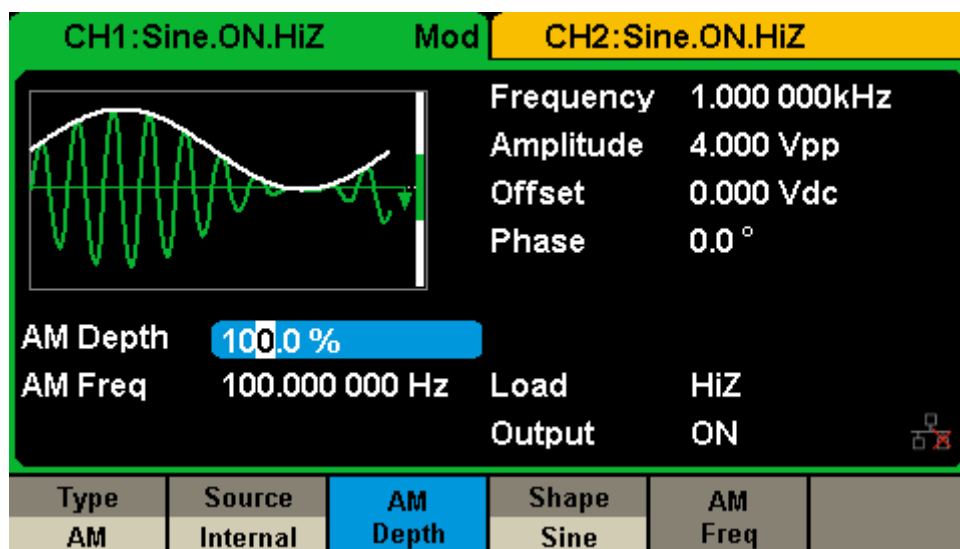 CH1:Sine.ON.HiZ Mod CH2:Sine.ON.HiZ
Frequency 1.000 000kHz
Amplitude 4.000 Vpp
Offset 0.000 Vdc
Phase 0.0 °
AM Depth 100.0 %
AM Freq 100.000 000 Hz Load HiZ
Output ON
Type Source AM Shape AM
AM Internal Depth Sine Freq